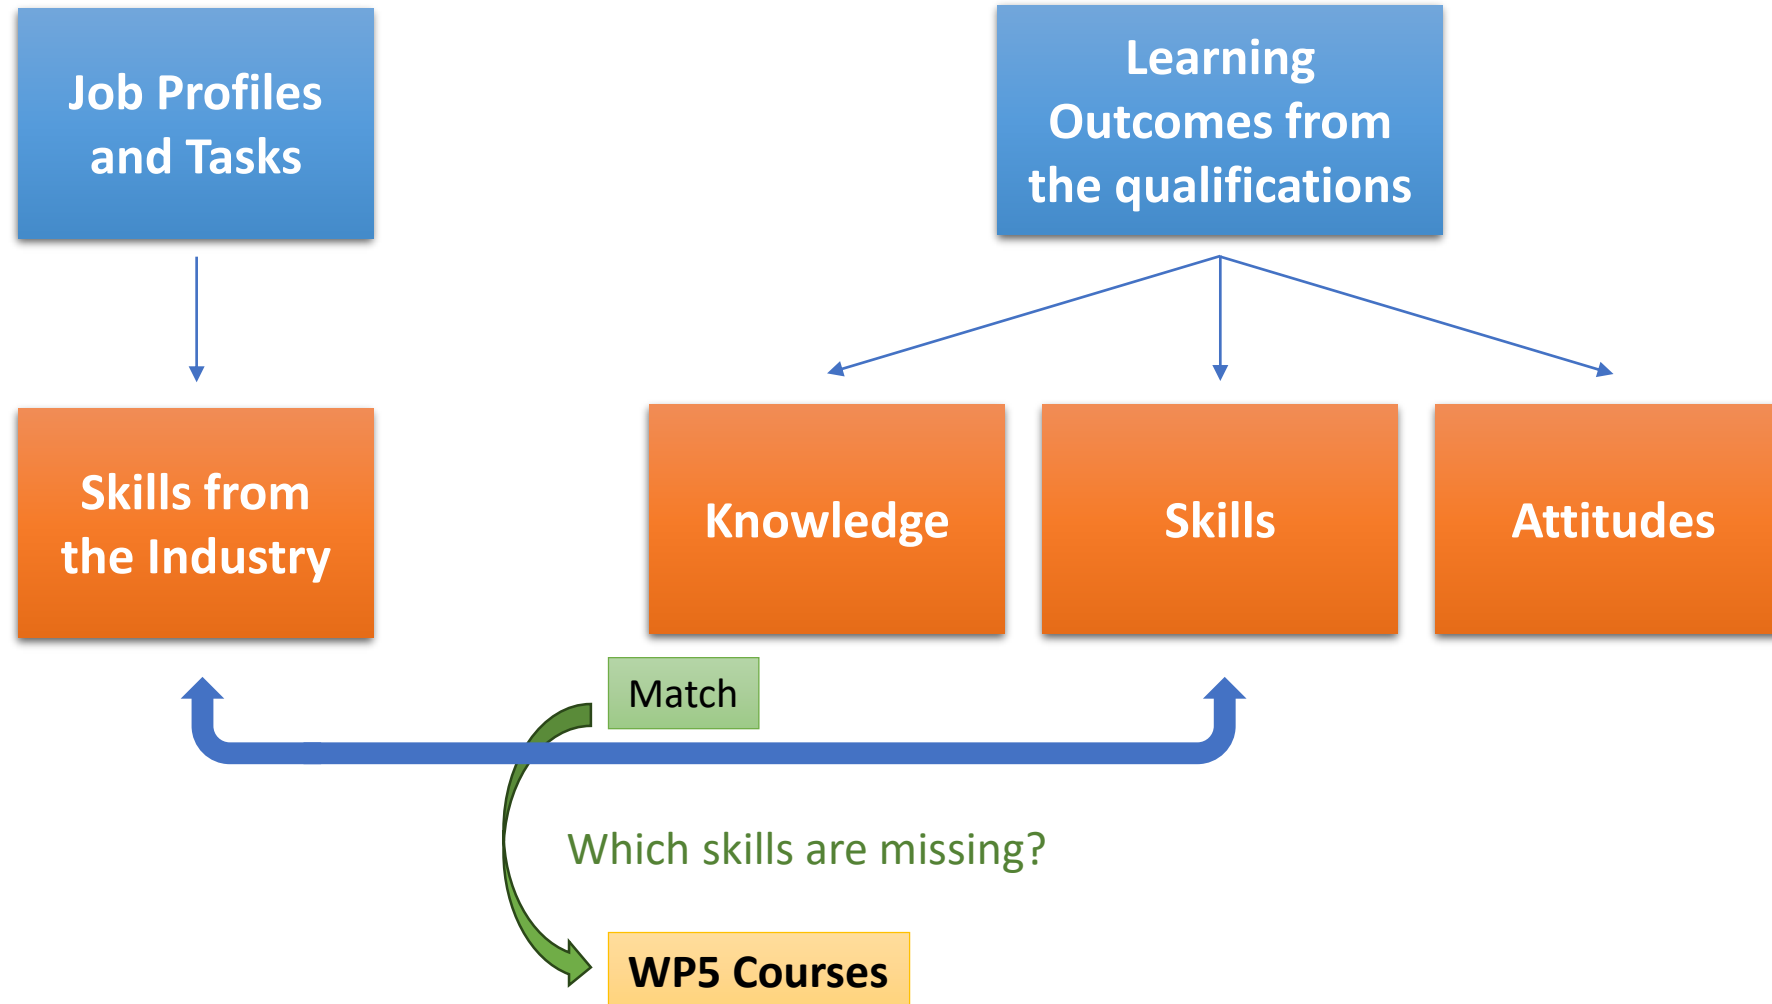 Job Profiles
and Tasks
Learning
Outcomes from
the qualifications
Skills from
the Industry
Knowledge
Skills
Attitudes
Match
Which skills are missing?
WP5 Courses